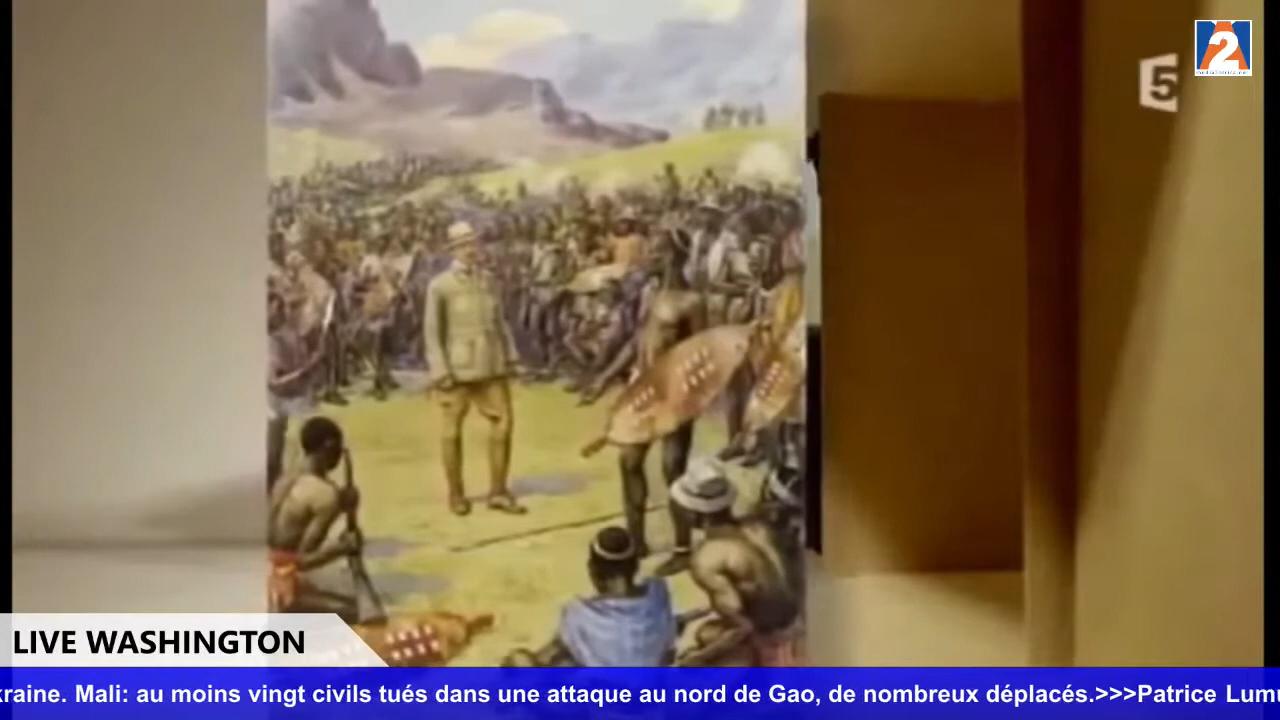 2
5
LIVE WASHINGTON
kraine. Mali: au moins vingt civils tués dans une attaque au nord de Gao, de nombreux déplacés.>>>Patrice Lumu